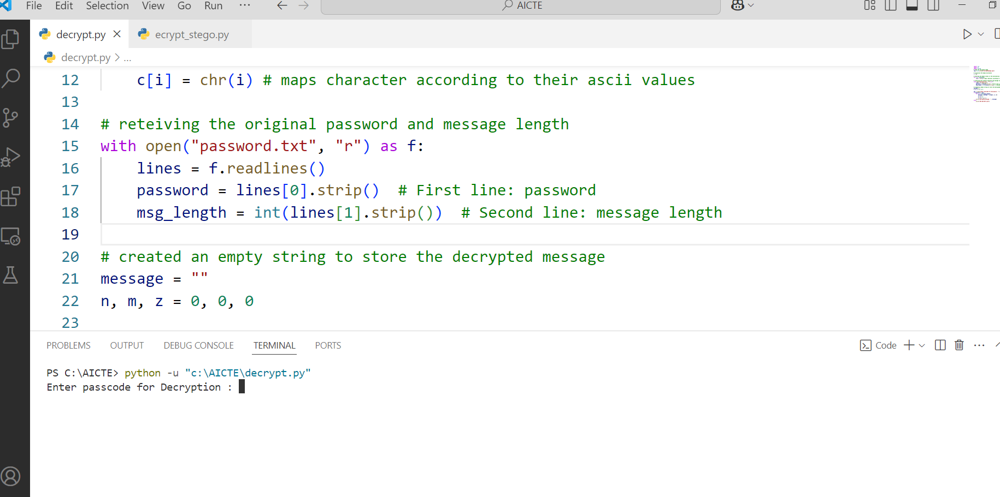 File Edit Selection View Go Run ... AICTE
decrypt.py ecrypt_stego.py
decrypt.py > ...
12     c[i] = chr(i) # maps character according to their ascii values
13
14 # reteiving the original password and message length
15 with open("password.txt", "r") as f:
16     lines = f.readlines()
17     password = lines[0].strip()  # First line: password
18     msg_length = int(lines[1].strip())  # Second line: message length
19
20 # created an empty string to store the decrypted message
21 message = ""
22 n, m, z = 0, 0, 0
23
PROBLEMS OUTPUT DEBUG CONSOLE TERMINAL PORTS Code
PS C:\AICTE> python -u "c:\AICTE\decrypt.py"
Enter passcode for Decryption :